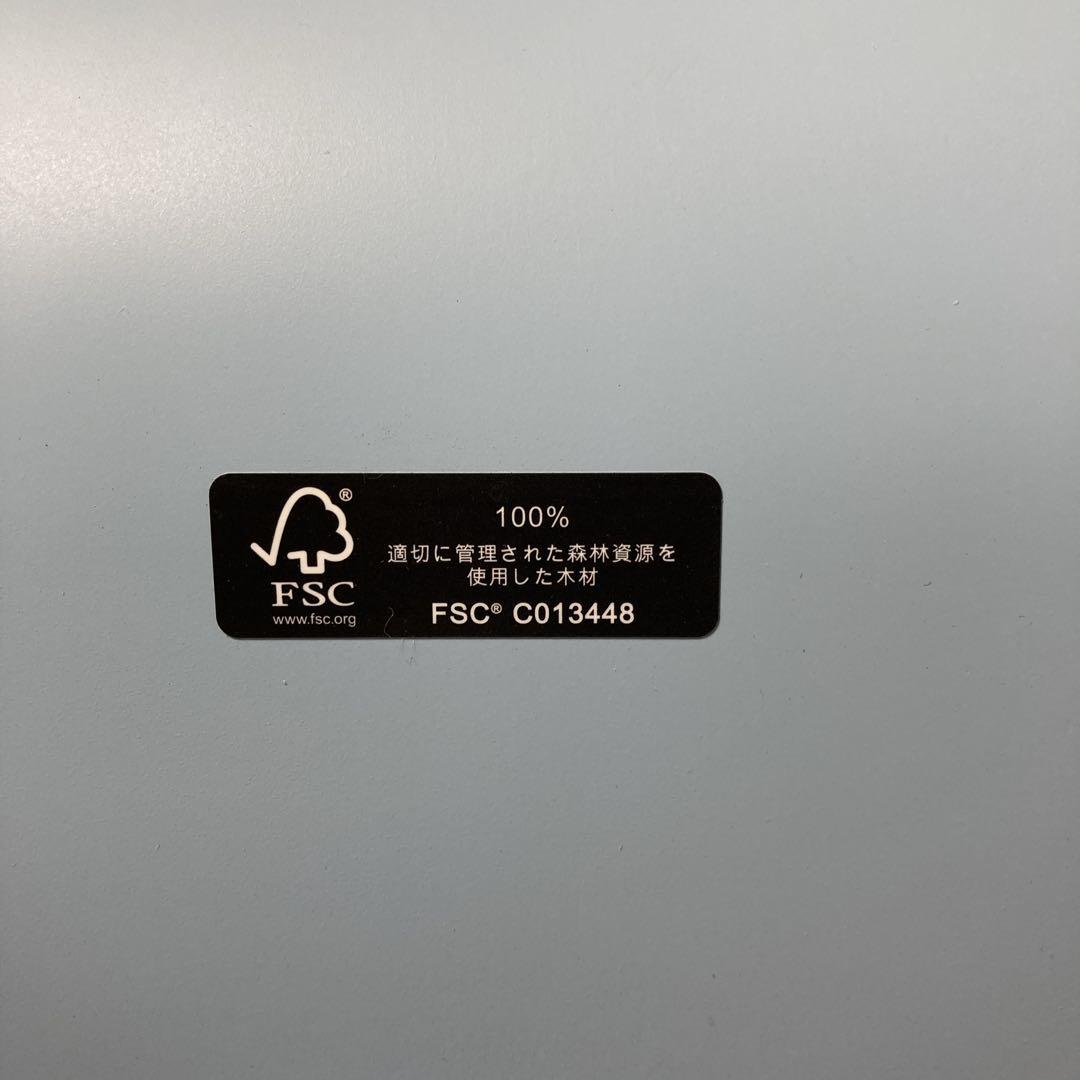 ®
FSC
www.fsc.org
100%
適切に管理された森林資源を
使用した木材
FSC® C013448